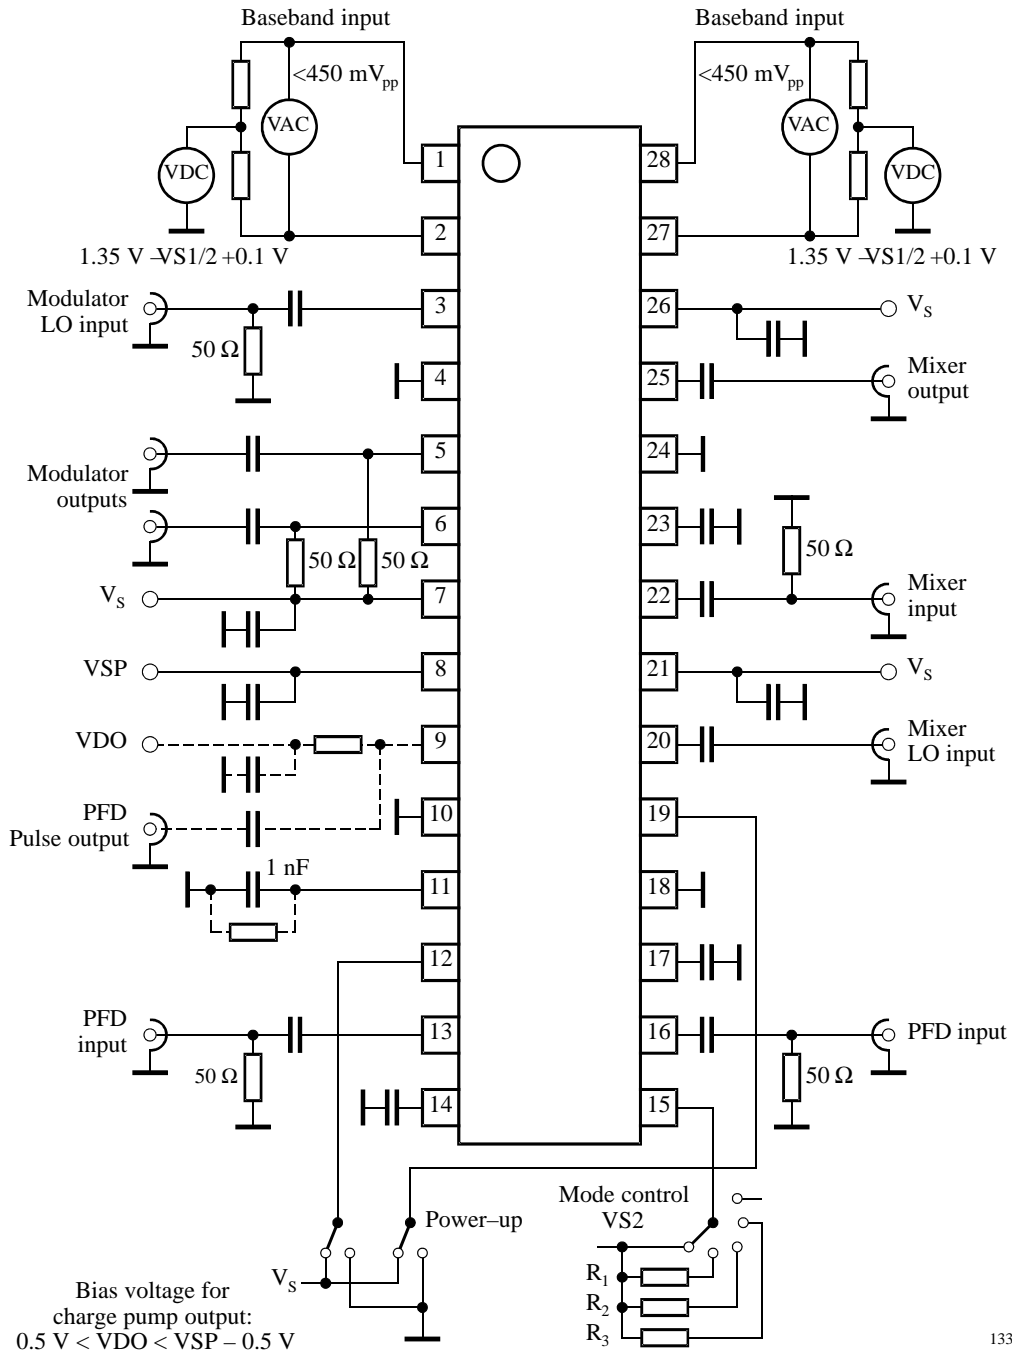 Baseband input
Baseband input
<450 mVpp
<450 mVpp
VAC
VAC
VDC
VDC
1
28
2
27
1.35 V –VS1/2 +0.1 V
1.35 V –VS1/2 +0.1 V
Modulator
LO input
50 Ω
3
26
VS
4
25
Mixer
output
Modulator
outputs
5
24
6
23
50 Ω
50 Ω
50 Ω
VS
7
22
Mixer
input
VSP
8
21
VS
VDO
9
20
Mixer
LO input
PFD
Pulse output
10
19
1 nF
11
18
12
17
PFD
input
13
16
PFD input
50 Ω
50 Ω
14
15
Mode control
VS2
Power–up
VS
R1
R2
R3
Bias voltage for
charge pump output:
0.5 V < VDO < VSP – 0.5 V
133